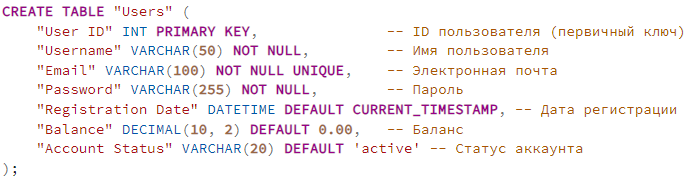 CREATE TABLE "Users" (
    "User ID" INT PRIMARY KEY,               -- ID пользователя (первичный ключ)
    "Username" VARCHAR(50) NOT NULL,         -- Имя пользователя
    "Email" VARCHAR(100) NOT NULL UNIQUE,    -- Электронная почта
    "Password" VARCHAR(255) NOT NULL,        -- Пароль
    "Registration Date" DATETIME DEFAULT CURRENT_TIMESTAMP, -- Дата регистрации
    "Balance" DECIMAL(10, 2) DEFAULT 0.00,   -- Баланс
    "Account Status" VARCHAR(20) DEFAULT 'active' -- Статус аккаунта
);